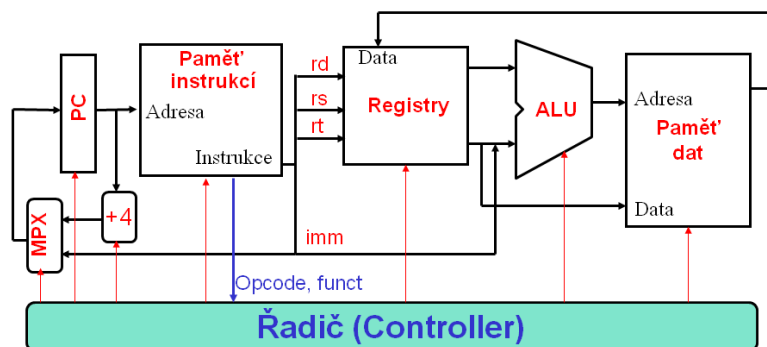 Paměť
instrukcí
rd
Data
PC
Adresa
rs
Registry
ALU
Adresa
rt
Paměť
dat
Instrukce
+4
MPX
imm
Data
Opcode, funct
Řadič (Controller)